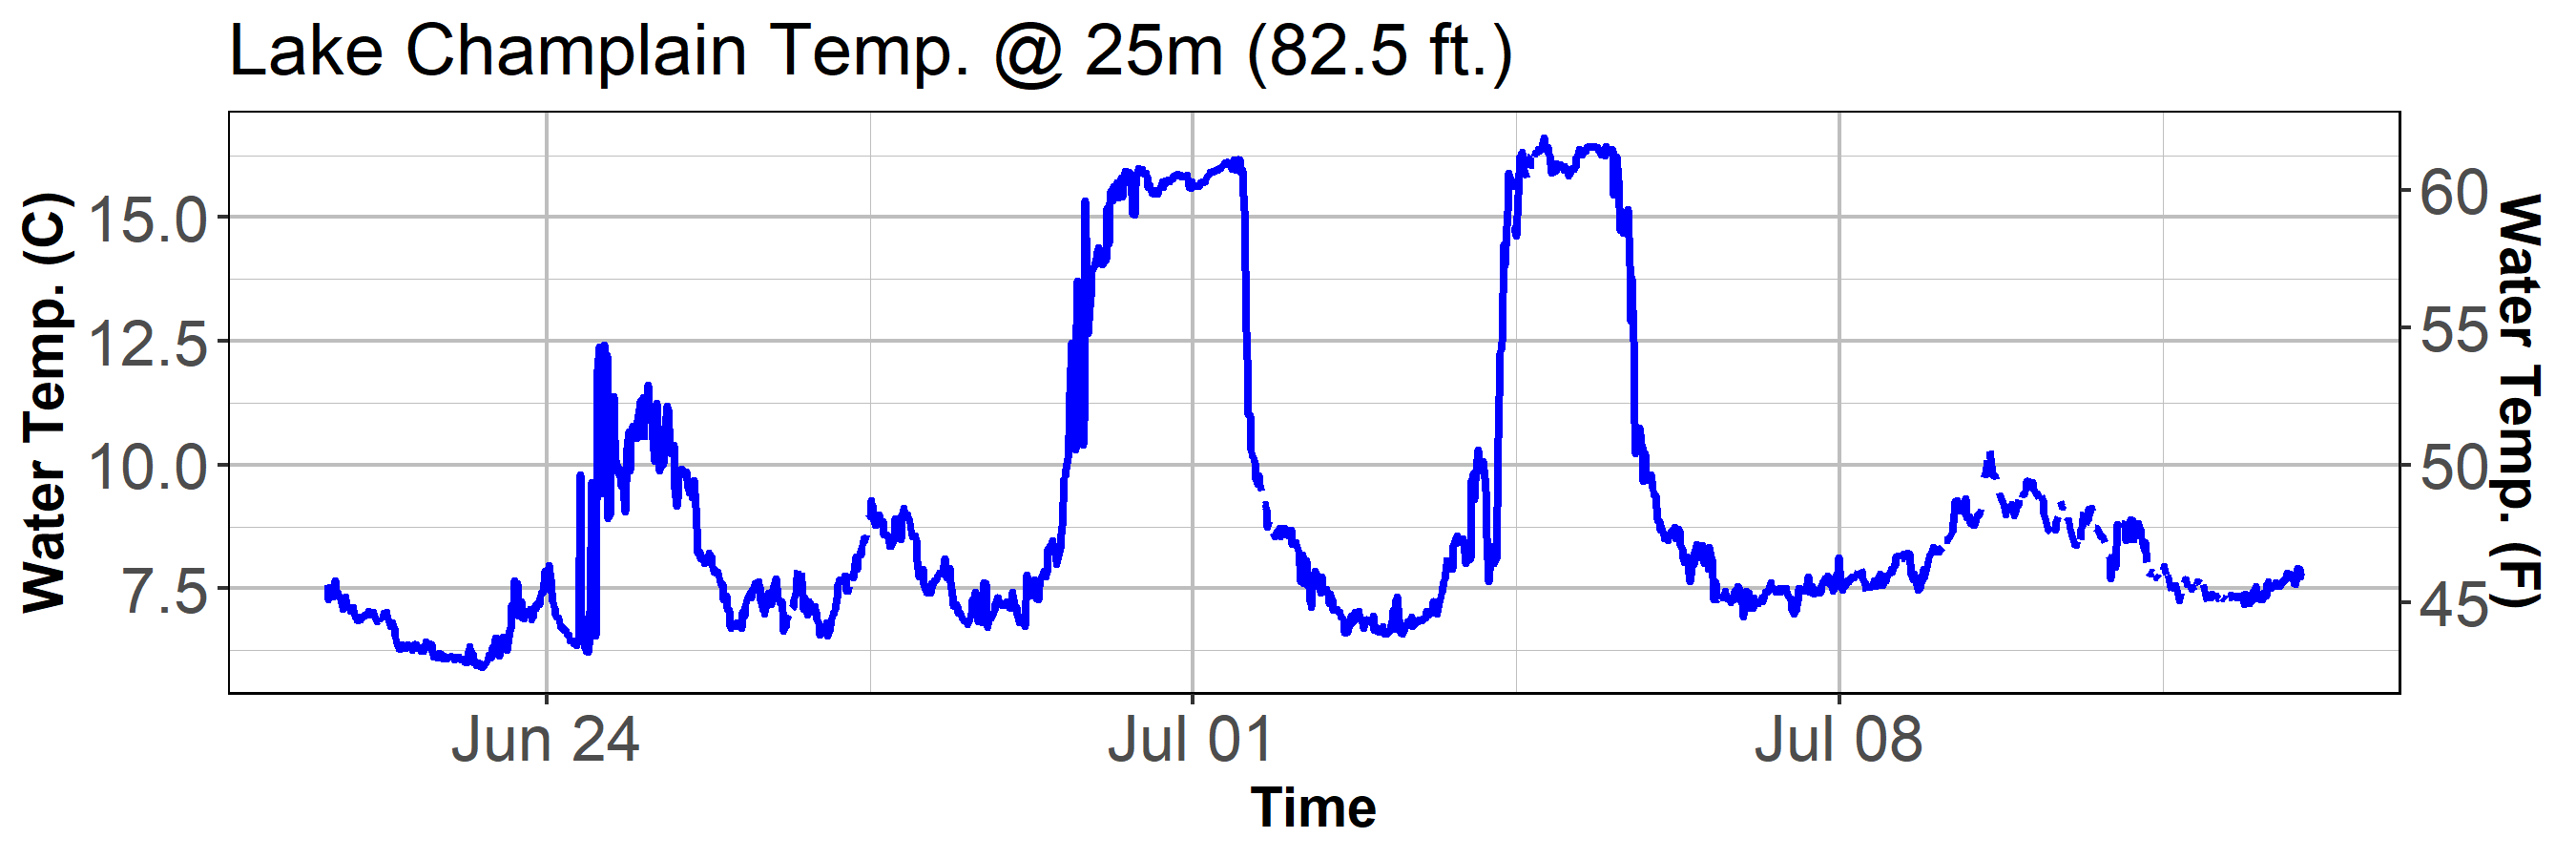 Lake Champlain Temp. @ 25m (82.5 ft.)
Water Temp. (C)
15.0
12.5
10.0
7.5
60
55
50
45
Water Temp. (F)
Jun 24
Jul 01
Jul 08
Time